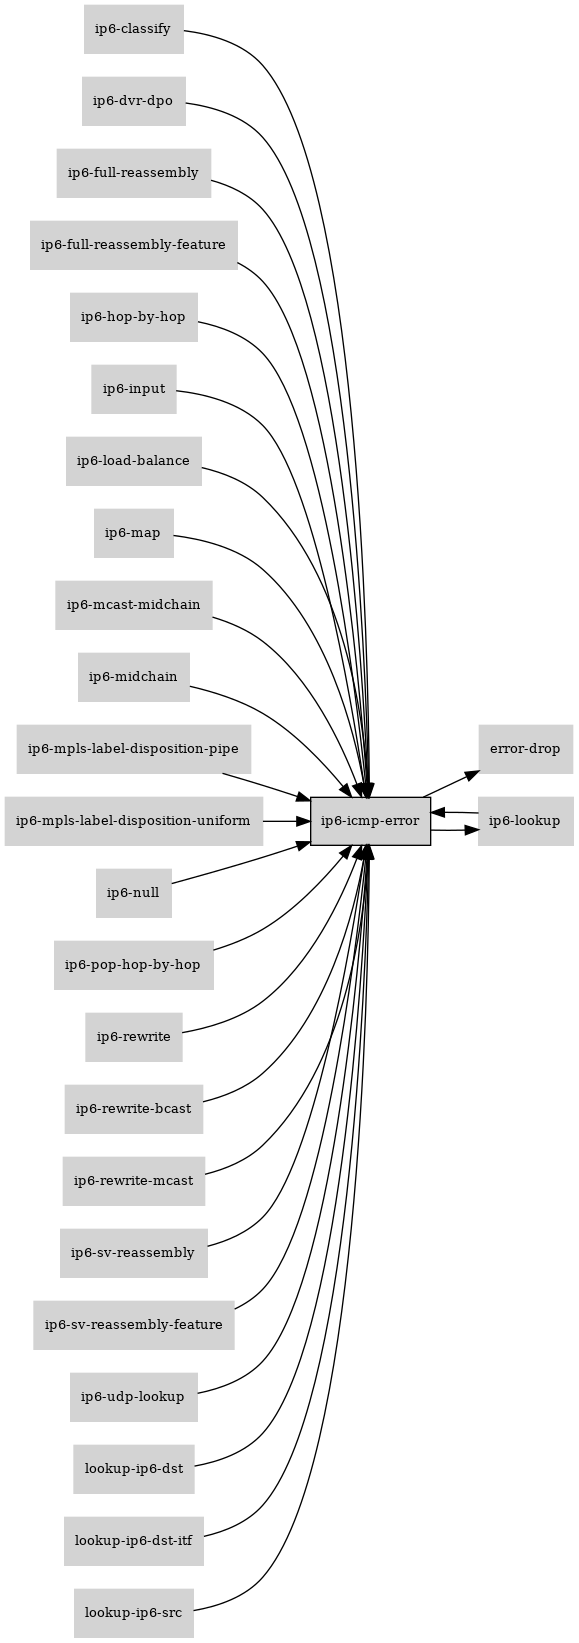 ip6-classify
ip6-dvr-dpo
ip6-full-reassembly
ip6-full-reassembly-feature
ip6-hop-by-hop
ip6-input
ip6-load-balance
ip6-map
ip6-mcast-midchain
ip6-midchain
ip6-mpls-label-disposition-pipe
error-drop
ip6-mpls-label-disposition-uniform
ip6-icmp-error
ip6-lookup
ip6-null
ip6-pop-hop-by-hop
ip6-rewrite
ip6-rewrite-bcast
ip6-rewrite-mcast
ip6-sv-reassembly
ip6-sv-reassembly-feature
ip6-udp-lookup
lookup-ip6-dst
lookup-ip6-dst-itf
lookup-ip6-src